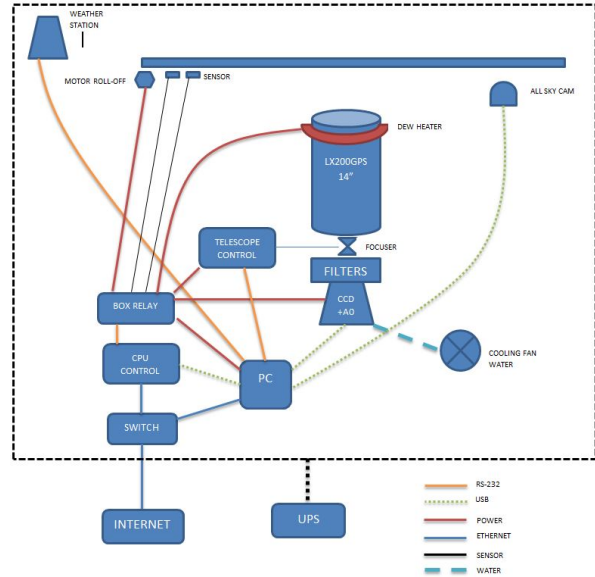 WEATHER
STATION
MOTOR ROLL-OFF
SENSOR
ALL SKY CAM
DEW HEATER
LX200GPS
14"
TELESCOPE
CONTROL
FOCUSER
FILTERS
BOX RELAY
CCD
+AO
CPU
CONTROL
PC
COOLING FAN
WATER
SWITCH
INTERNET
UPS
RS-232
USB
POWER
ETHERNET
SENSOR
WATER